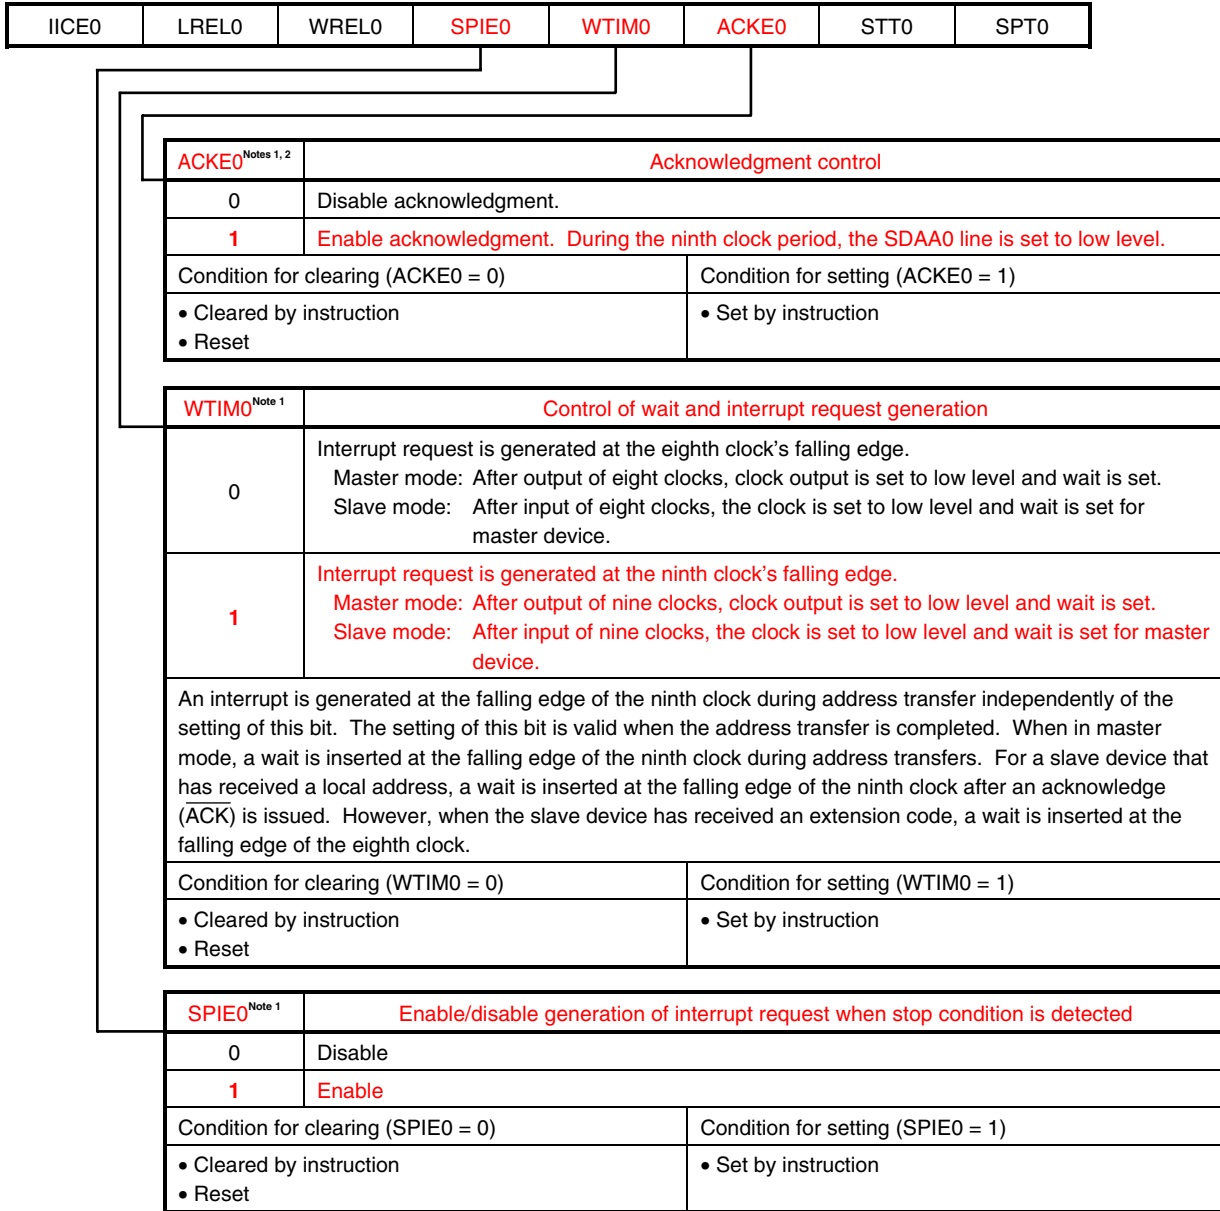 IICE0 LREL0 WREL0 SPIE0 WTIM0 ACKE0 STT0 SPT0
ACKE0Notes 1, 2 Acknowledgment control
0 Disable acknowledgment.
1 Enable acknowledgment. During the ninth clock period, the SDAA0 line is set to low level.
Condition for clearing (ACKE0 = 0) Condition for setting (ACKE0 = 1)
• Cleared by instruction • Set by instruction
• Reset
WTIM0Note 1 Control of wait and interrupt request generation
0 Interrupt request is generated at the eighth clock's falling edge.
Master mode: After output of eight clocks, clock output is set to low level and wait is set.
Slave mode: After input of eight clocks, the clock is set to low level and wait is set for
master device.
1 Interrupt request is generated at the ninth clock's falling edge.
Master mode: After output of nine clocks, clock output is set to low level and wait is set.
Slave mode: After input of nine clocks, the clock is set to low level and wait is set for master
device.
An interrupt is generated at the falling edge of the ninth clock during address transfer independently of the
setting of this bit. The setting of this bit is valid when the address transfer is completed. When in master
mode, a wait is inserted at the falling edge of the ninth clock during address transfers. For a slave device that
has received a local address, a wait is inserted at the falling edge of the ninth clock after an acknowledge
(ACK) is issued. However, when the slave device has received an extension code, a wait is inserted at the
falling edge of the eighth clock.
Condition for clearing (WTIM0 = 0) Condition for setting (WTIM0 = 1)
• Cleared by instruction • Set by instruction
• Reset
SPIE0Note 1 Enable/disable generation of interrupt request when stop condition is detected
0 Disable
1 Enable
Condition for clearing (SPIE0 = 0) Condition for setting (SPIE0 = 1)
• Cleared by instruction • Set by instruction
• Reset